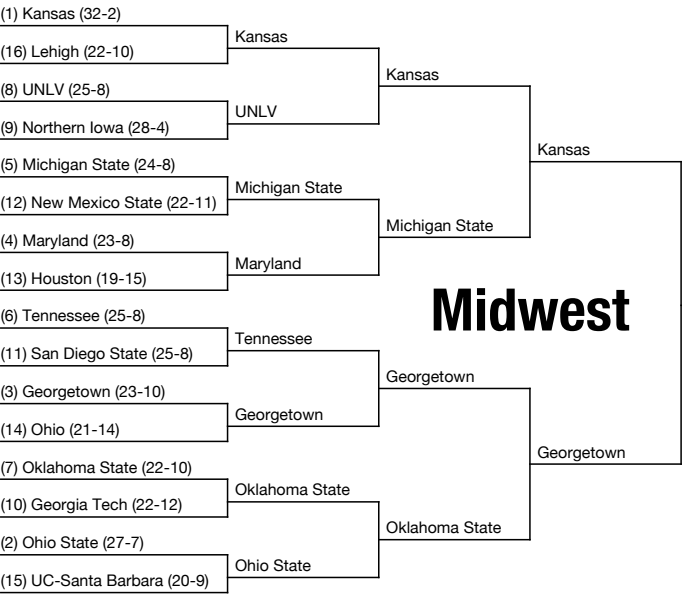 (1) Kansas (32-2)
(16) Lehigh (22-10)
(8) UNLV (25-8)
(9) Northern Iowa (28-4)
(5) Michigan State (24-8)
(12) New Mexico State (22-11)
(4) Maryland (23-8)
(13) Houston (19-15)
(6) Tennessee (25-8)
(11) San Diego State (25-8)
(3) Georgetown (23-10)
(14) Ohio (21-14)
(7) Oklahoma State (22-10)
(10) Georgia Tech (22-12)
(2) Ohio State (27-7)
(15) UC-Santa Barbara (20-9)
Kansas
UNLV
Michigan State
Maryland
Tennessee
Georgetown
Oklahoma State
Ohio State
Kansas
Michigan State
Georgetown
Oklahoma State
Kansas
Georgetown
Midwest